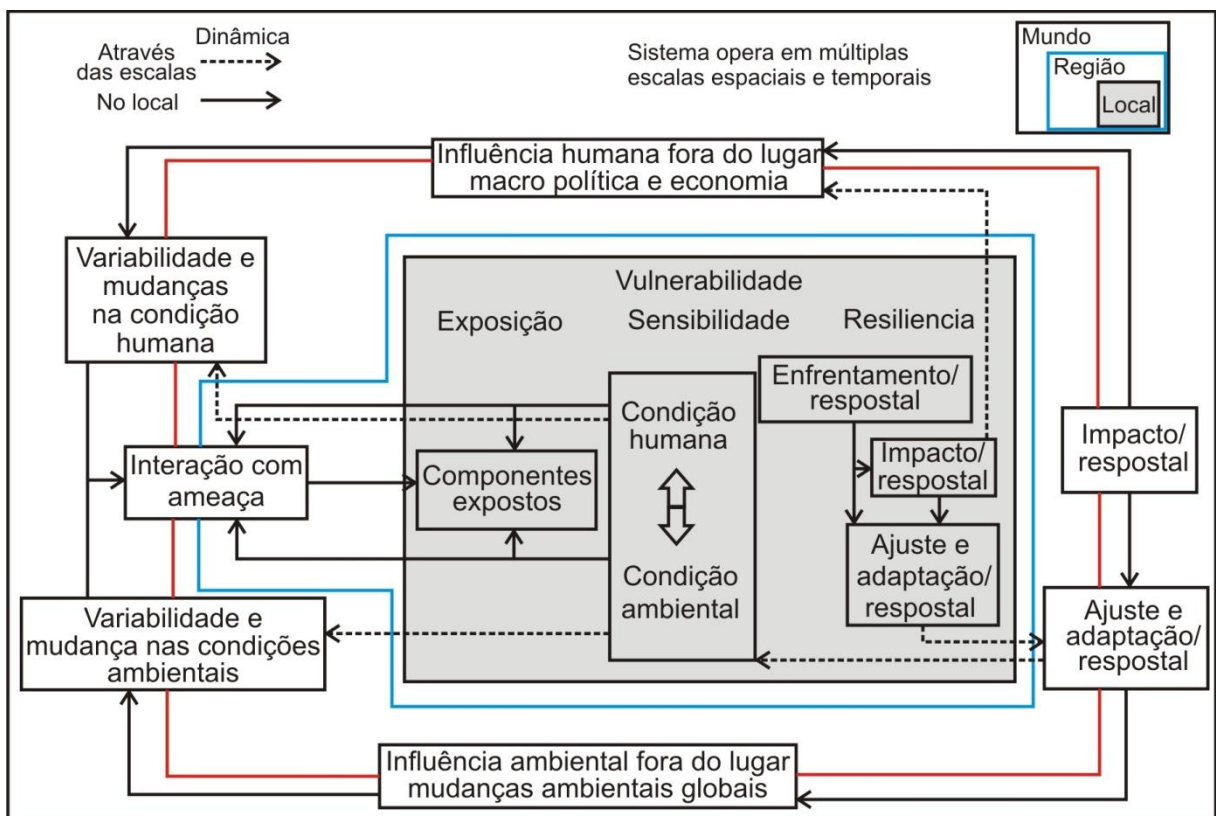 Dinâmica
Através
das escalas
No local
Sistema opera em múltiplas
escalas espaciais e temporais
Mundo
Região
Local
Influência humana fora do lugar
macro política e economia
Variabilidade e
mudanças
na condição
humana
Vulnerabilidade
Exposição
Sensibilidade
Resiliencia
Enfrentamento/
respostal
Condição
humana
Impacto/
respostal
Impacto/
respostal
Interação com
ameaça
Componentes
expostos
Ajuste e
adaptação/
respostal
Condição
ambiental
Variabilidade e
mudança nas condições
ambientais
Ajuste e
adaptação/
respostal
Influência ambiental fora do lugar
mudanças ambientais globais